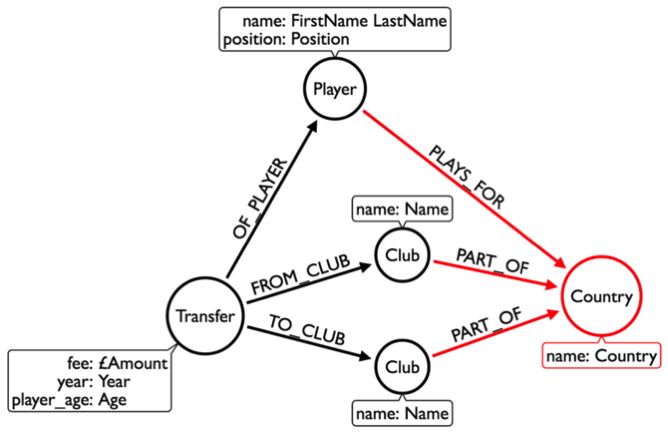 name: FirstName LastName
position: Position
Player
OF_PLAYER
PLAYS_FOR
name: Name
FROM_CLUB
Club
PART_OF
Transfer
Country
TO_CLUB
PART_OF
name: Country
fee: £Amount
year: Year
player_age: Age
Club
name: Name